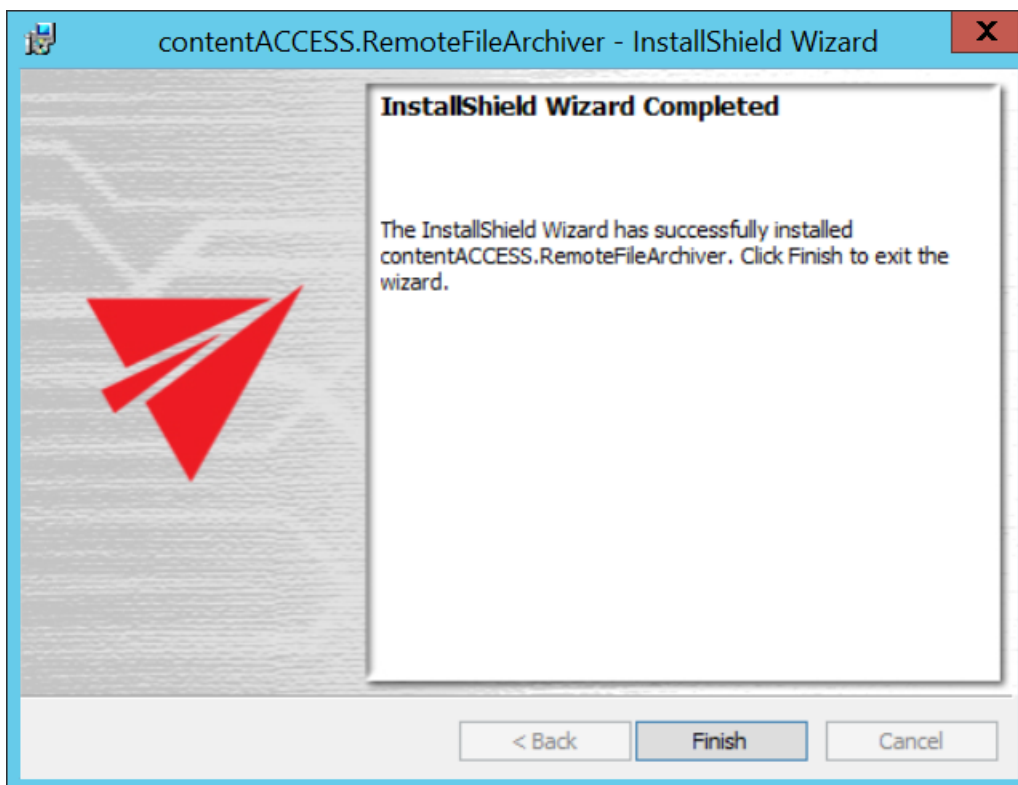 contentACCESS.RemoteFileArchiver - InstallShield Wizard
X
InstallShield Wizard Completed
The InstallShield Wizard has successfully installed
contentACCESS.RemoteFileArchiver. Click Finish to exit the
wizard.
< Back
Finish
Cancel